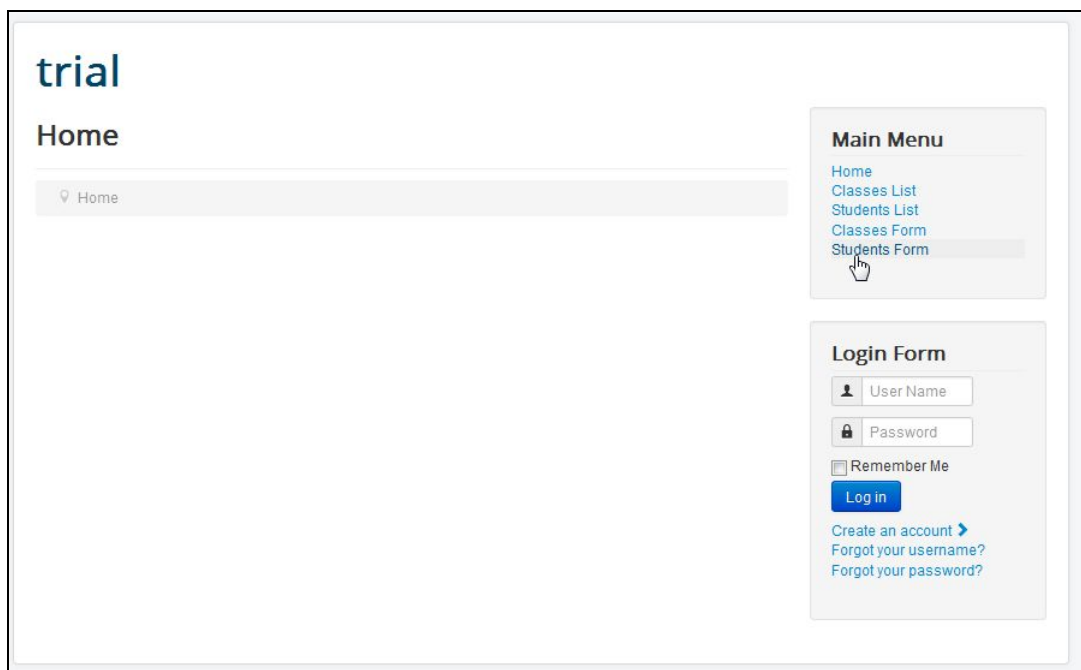 trial
Home
Home
Main Menu
Home
Classes List
Students List
Classes Form
Students Form
Login Form
User Name
Password
Remember Me
Log in
Create an account
Forgot your username?
Forgot your password?